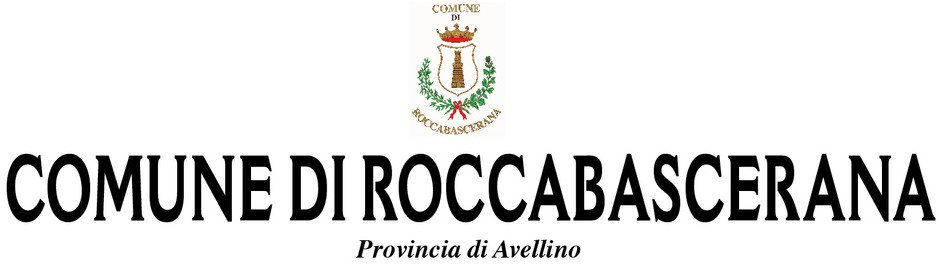 COMUNE
DI
ROCCABASCERANA
COMUNE DI ROCCABASCERANA
Provincia di Avellino